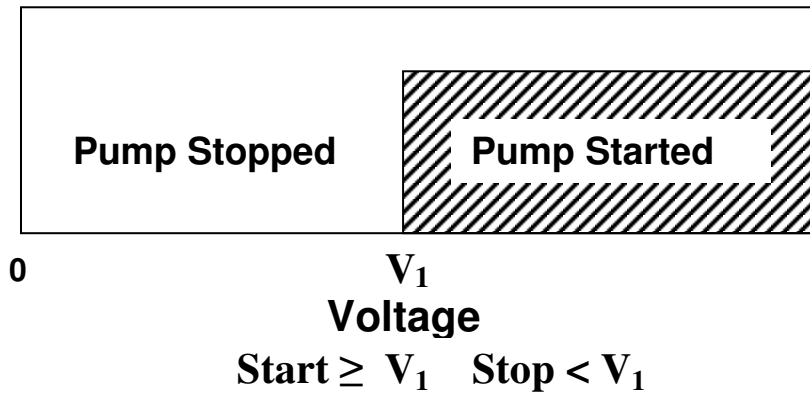 Pump Stopped Pump Started
0 V₁
Voltage
Start ≥ V₁ Stop < V₁